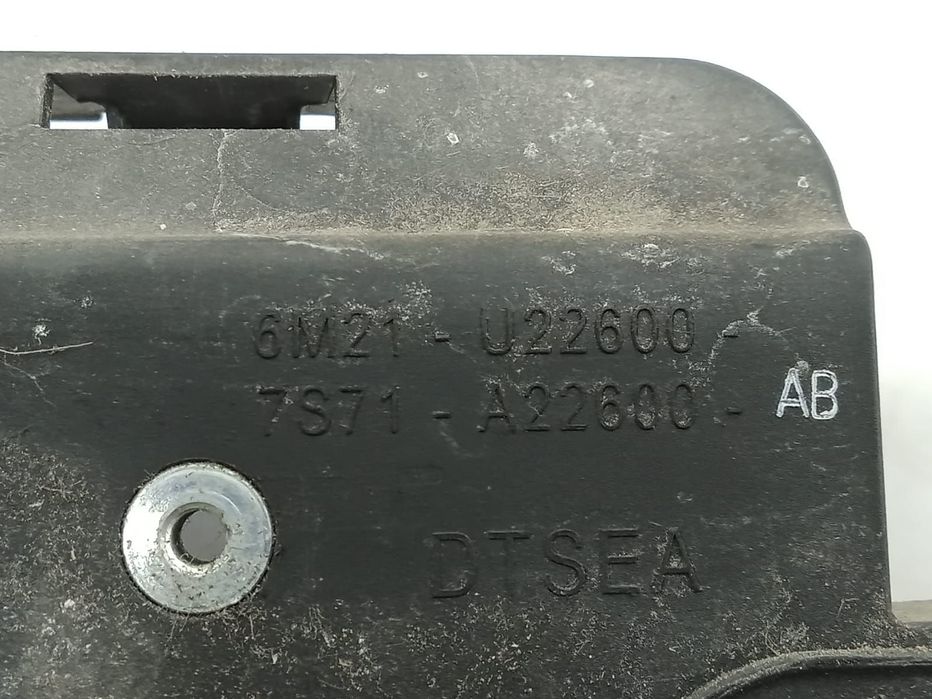 6M21 - U22600 -
7S71 - A22600 - AB
DTSEA